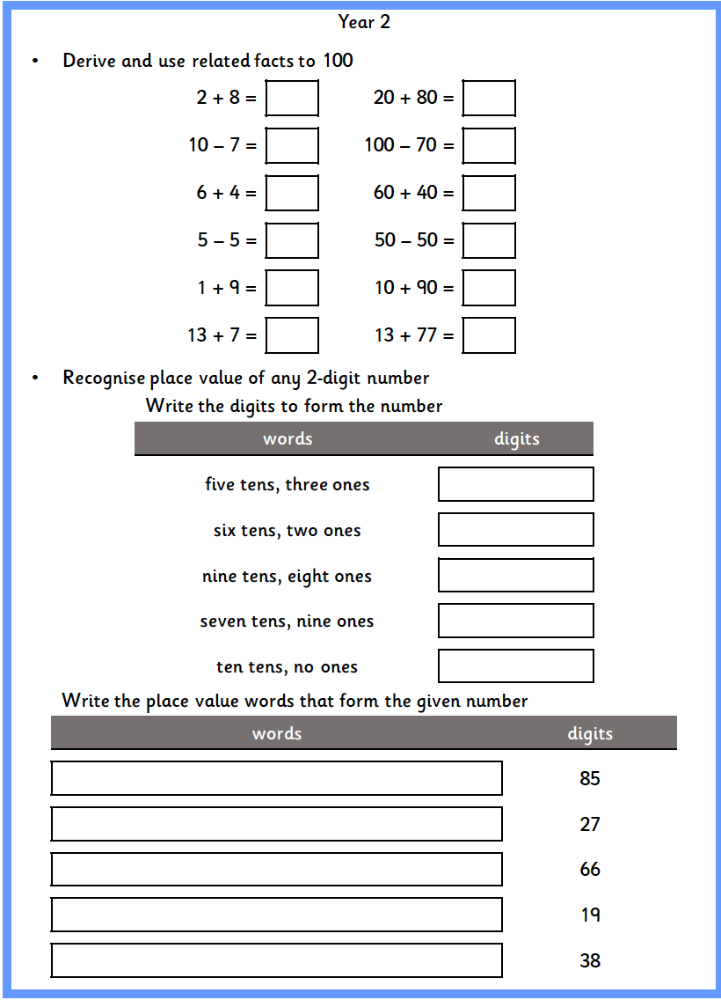 Year 2
• Derive and use related facts to 100
2 + 8 = 20 + 80 =
10 – 7 = 100 – 70 =
6 + 4 = 60 + 40 =
5 – 5 = 50 – 50 =
1 + 9 = 10 + 90 =
13 + 7 = 13 + 77 =
• Recognise place value of any 2-digit number
Write the digits to form the number
words digits
five tens, three ones
six tens, two ones
nine tens, eight ones
seven tens, nine ones
ten tens, no ones
Write the place value words that form the given number
words digits
85
27
66
19
38